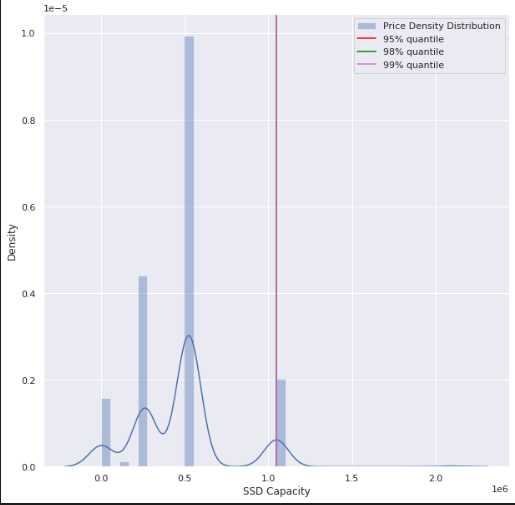 1e−5
Price Density Distribution
95% quantile
98% quantile
99% quantile
1.0
0.8
0.6
0.4
0.2
0.0
Density
0.0 0.5 1.0 1.5 2.0
1e6
SSD Capacity